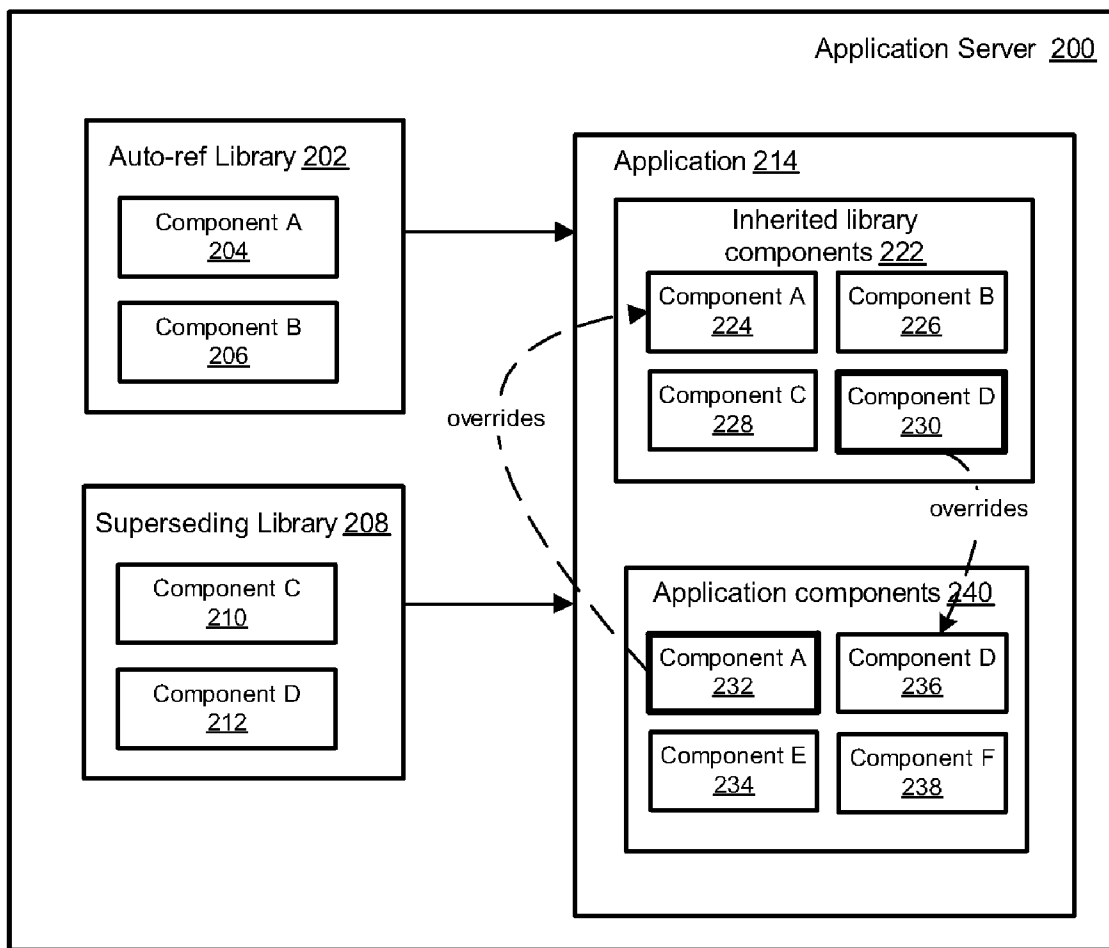 Application Server 200
Auto-ref Library 202
Component A
204
Component B
206
Superseding Library 208
Component C
210
Component D
212
overrides
Application 214
Inherited library
components 222
Component A
224
Component B
226
Component C
228
Component D
230
overrides
Application components 240
Component A
232
Component D
236
Component E
234
Component F
238